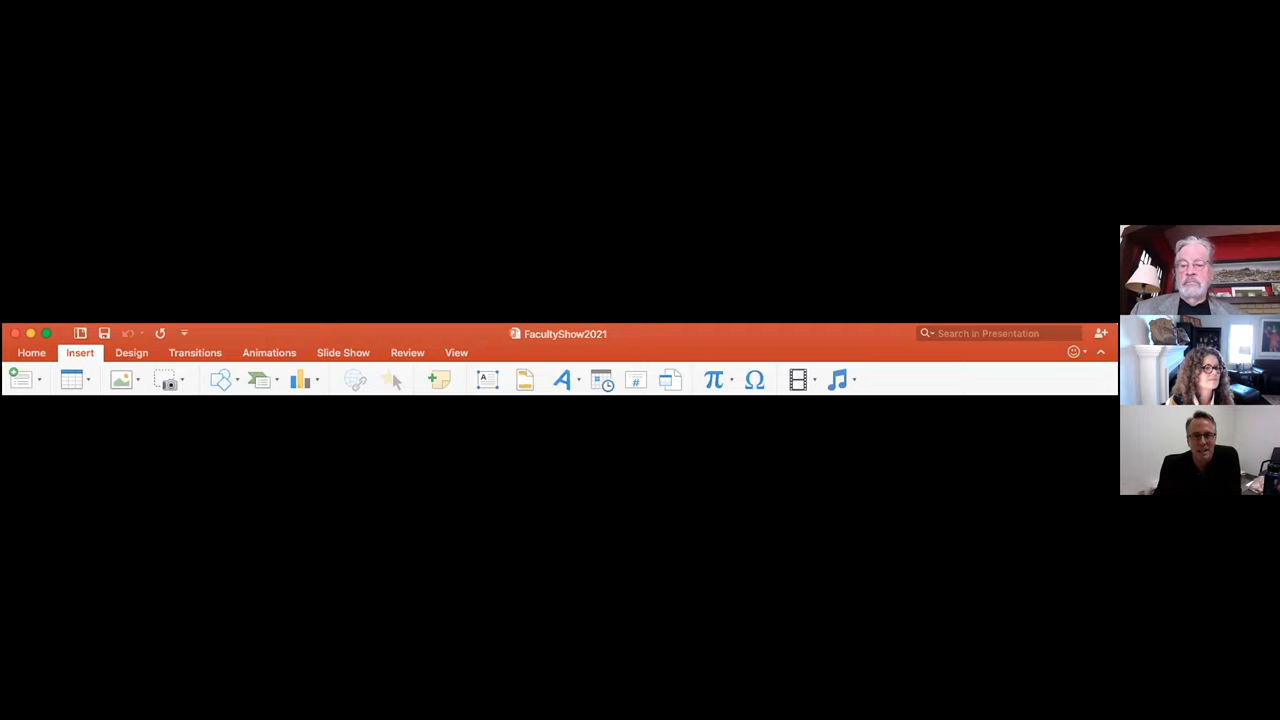 FacultyShow2021
Search in Presentation
Home Insert Design Transitions Animations Slide Show Review View
A
A
#
π Ω